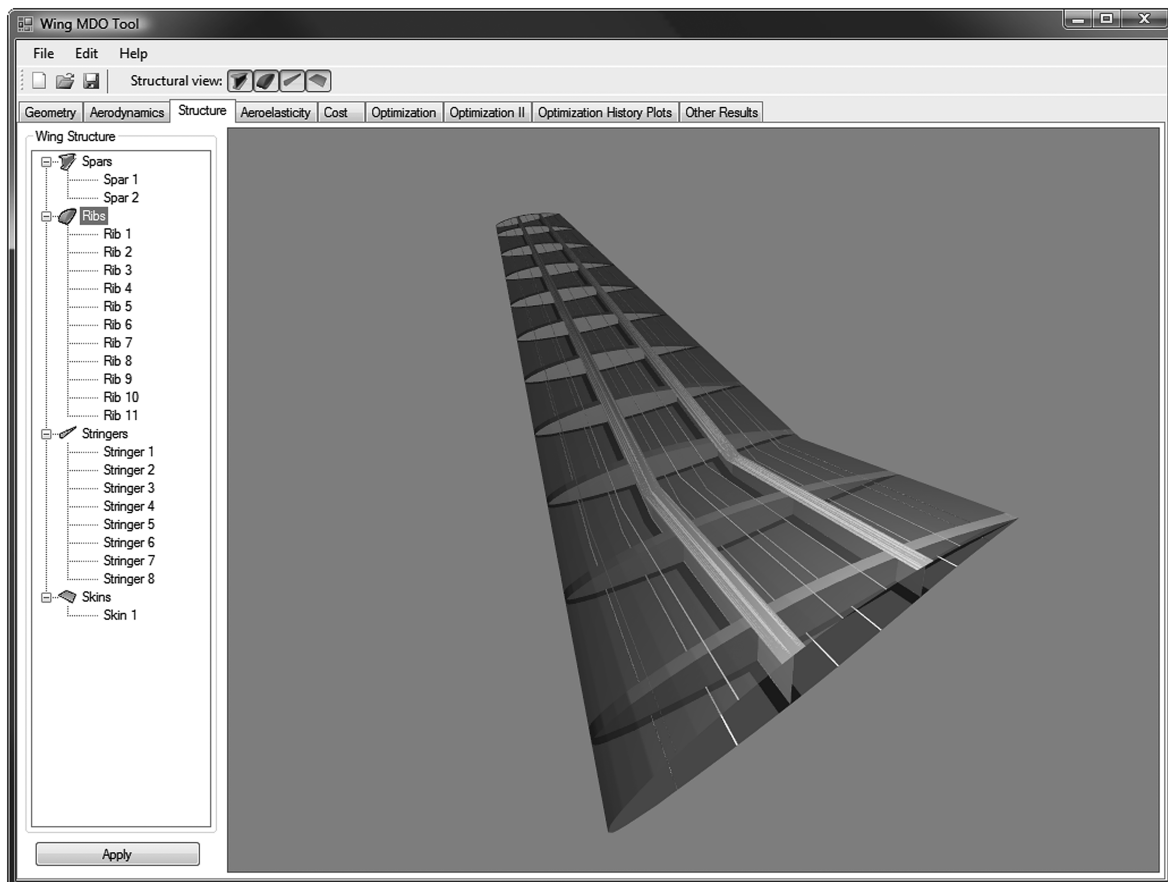 Wing MDO Tool
File Edit Help
Structural view:
Geometry Aerodynamics Structure Aeroelasticity Cost Optimization Optimization II Optimization History Plots Other Results
Wing Structure
Spars
Spar 1
Spar 2
Ribs
Rib 1
Rib 2
Rib 3
Rib 4
Rib 5
Rib 6
Rib 7
Rib 8
Rib 9
Rib 10
Rib 11
Stringers
Stringer 1
Stringer 2
Stringer 3
Stringer 4
Stringer 5
Stringer 6
Stringer 7
Stringer 8
Skins
Skin 1
Apply